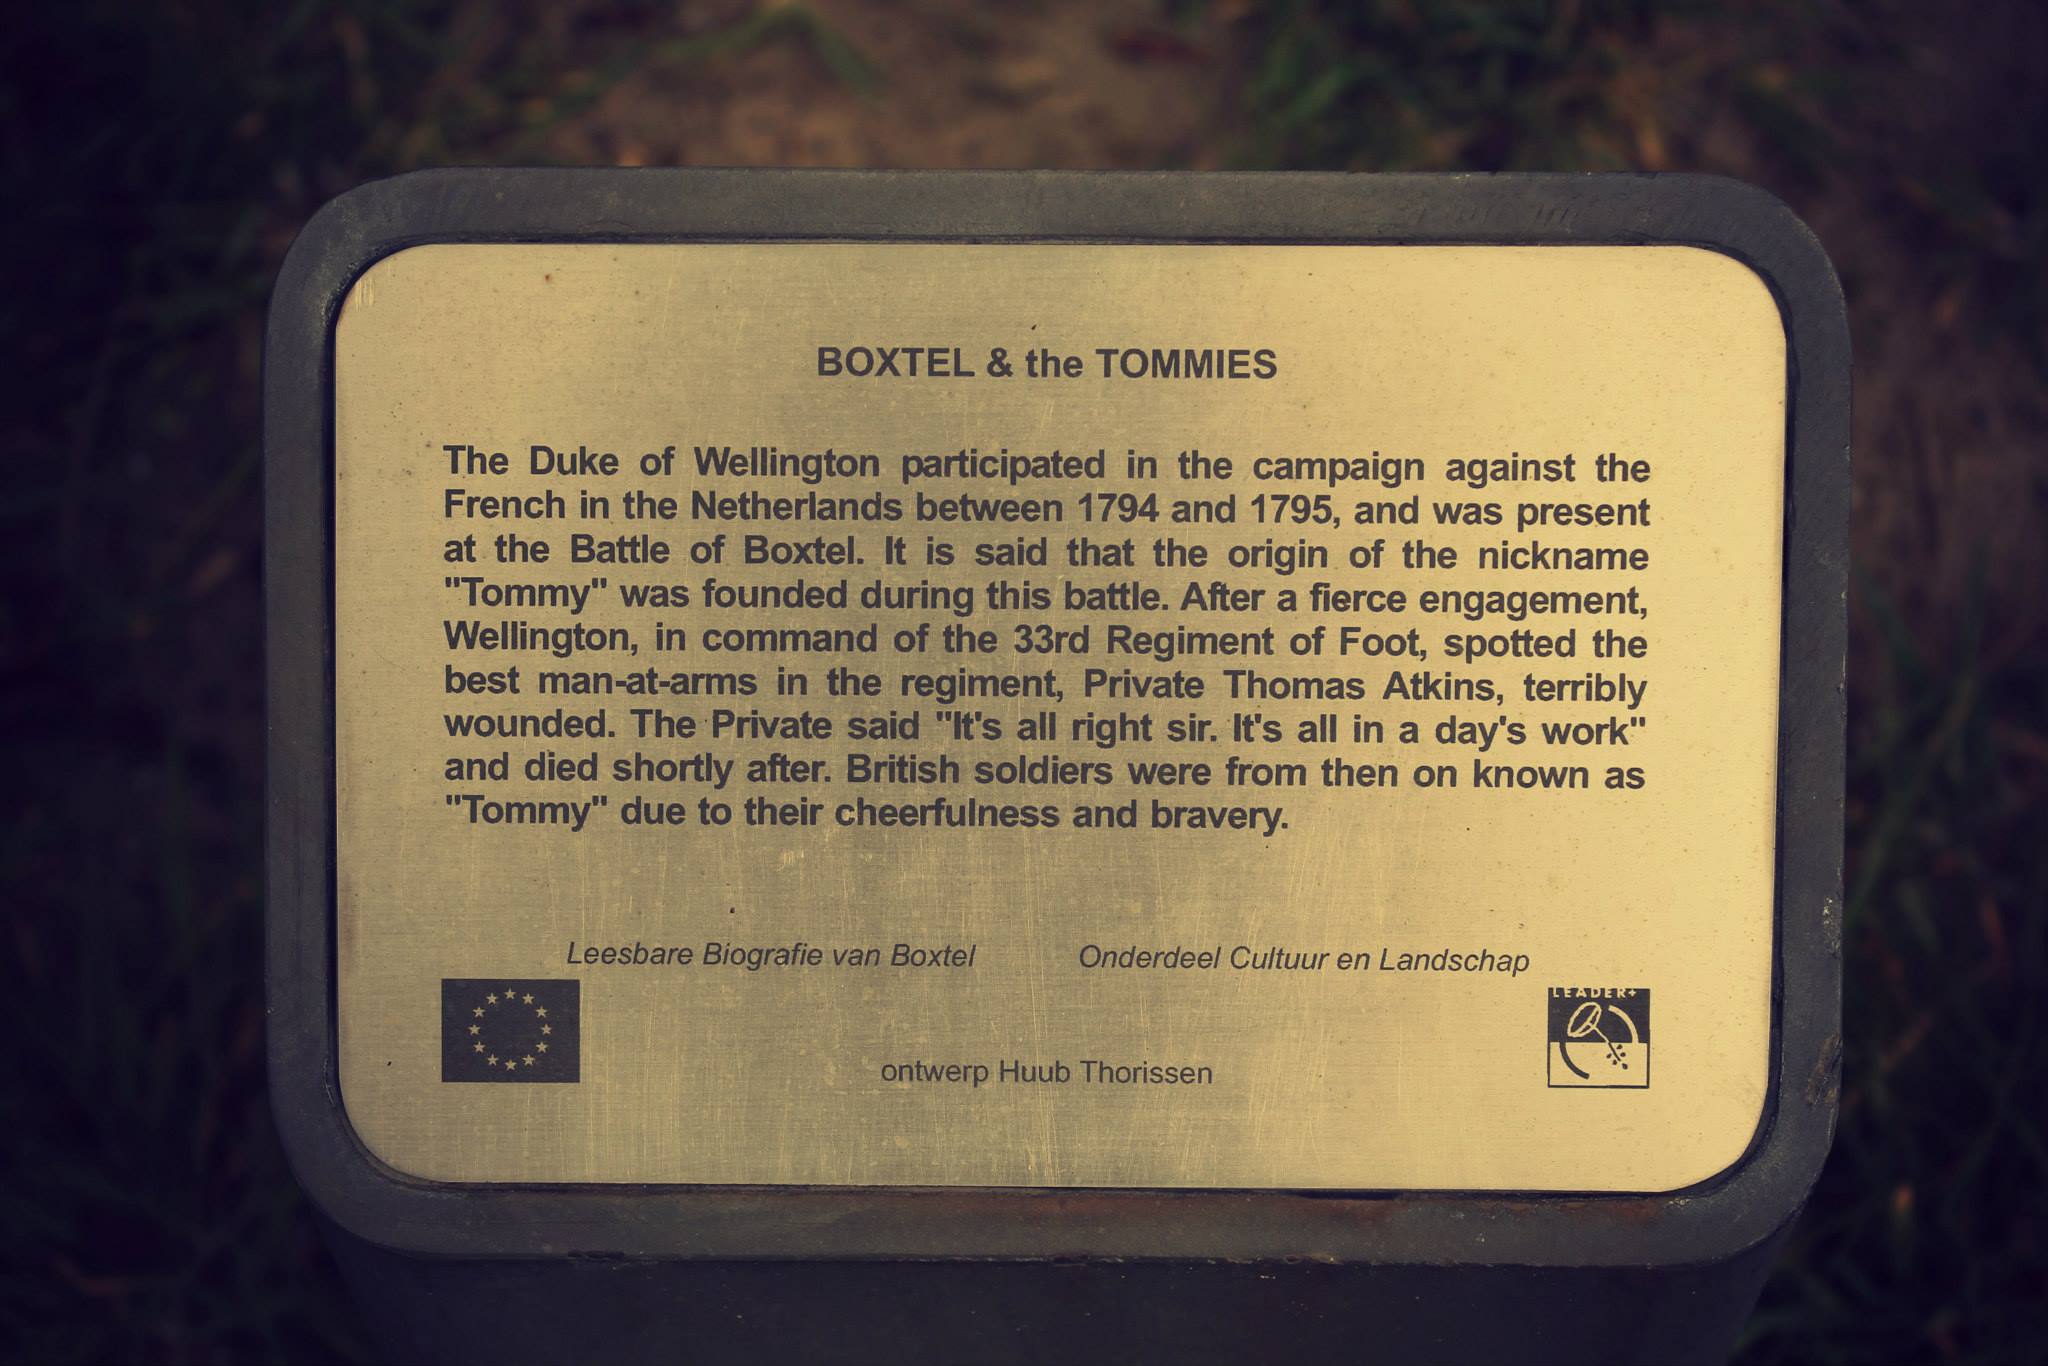 BOXTEL & the TOMMIES
The Duke of Wellington participated in the campaign against the
French in the Netherlands between 1794 and 1795, and was present
at the Battle of Boxtel. It is said that the origin of the nickname
"Tommy" was founded during this battle. After a fierce engagement,
Wellington, in command of the 33rd Regiment of Foot, spotted the
best man-at-arms in the regiment, Private Thomas Atkins, terribly
wounded. The Private said "It's all right sir. It's all in a day's work"
and died shortly after. British soldiers were from then on known as
"Tommy" due to their cheerfulness and bravery.
Leesbare Biografie van Boxtel Onderdeel Cultuur en Landschap
LEADER+
ontwerp Huub Thorissen